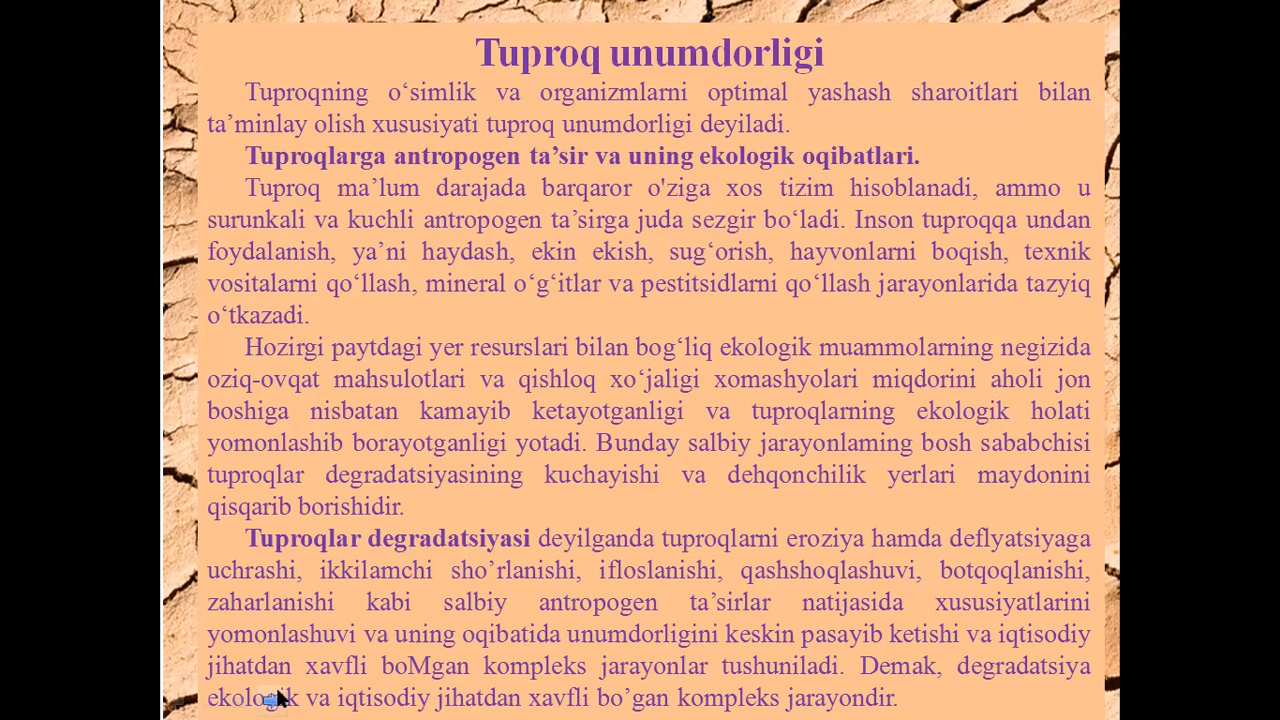 Tuproq unumdorligi
Tuproqning o‘simlik va organizmlarni optimal yashash sharoitlari bilan
ta’minlay olish xususiyati tuproq unumdorligi deyiladi.
Tuproqlarga antropogen ta’sir va uning ekologik oqibatlari.
Tuproq ma’lum darajada barqaror o'ziga xos tizim hisoblanadi, ammo u
surunkali va kuchli antropogen ta’sirga juda sezgir bo‘ladi. Inson tuproqqa undan
foydalanish, ya’ni haydash, ekin ekish, sug‘orish, hayvonlarni boqish, texnik
vositalarni qo‘llash, mineral o‘g‘itlar va pestitsidlarni qo‘llash jarayonlarida tazyiq
o‘tkazadi.
Hozirgi paytdagi yer resurslari bilan bog‘liq ekologik muammolarning negizida
oziq-ovqat mahsulotlari va qishloq xo‘jaligi xomashyolari miqdorini aholi jon
boshiga nisbatan kamayib ketayotganligi va tuproqlarning ekologik holati
yomonlashib borayotganligi yotadi. Bunday salbiy jarayonlaming bosh sababchisi
tuproqlar degradatsiyasining kuchayishi va dehqonchilik yerlari maydonini
qisqarib borishidir.
Tuproqlar degradatsiyasi deyilganda tuproqlarni eroziya hamda deflyatsiyaga
uchrashi, ikkilamchi sho’rlanishi, ifloslanishi, qashshoqlashuvi, botqoqlanishi,
zaharlanishi kabi salbiy antropogen ta’sirlar natijasida xususiyatlarini
yomonlashuvi va uning oqibatida unumdorligini keskin pasayib ketishi va iqtisodiy
jihatdan xavfli boMgan kompleks jarayonlar tushuniladi. Demak, degradatsiya
ekologik va iqtisodiy jihatdan xavfli bo’gan kompleks jarayondir.